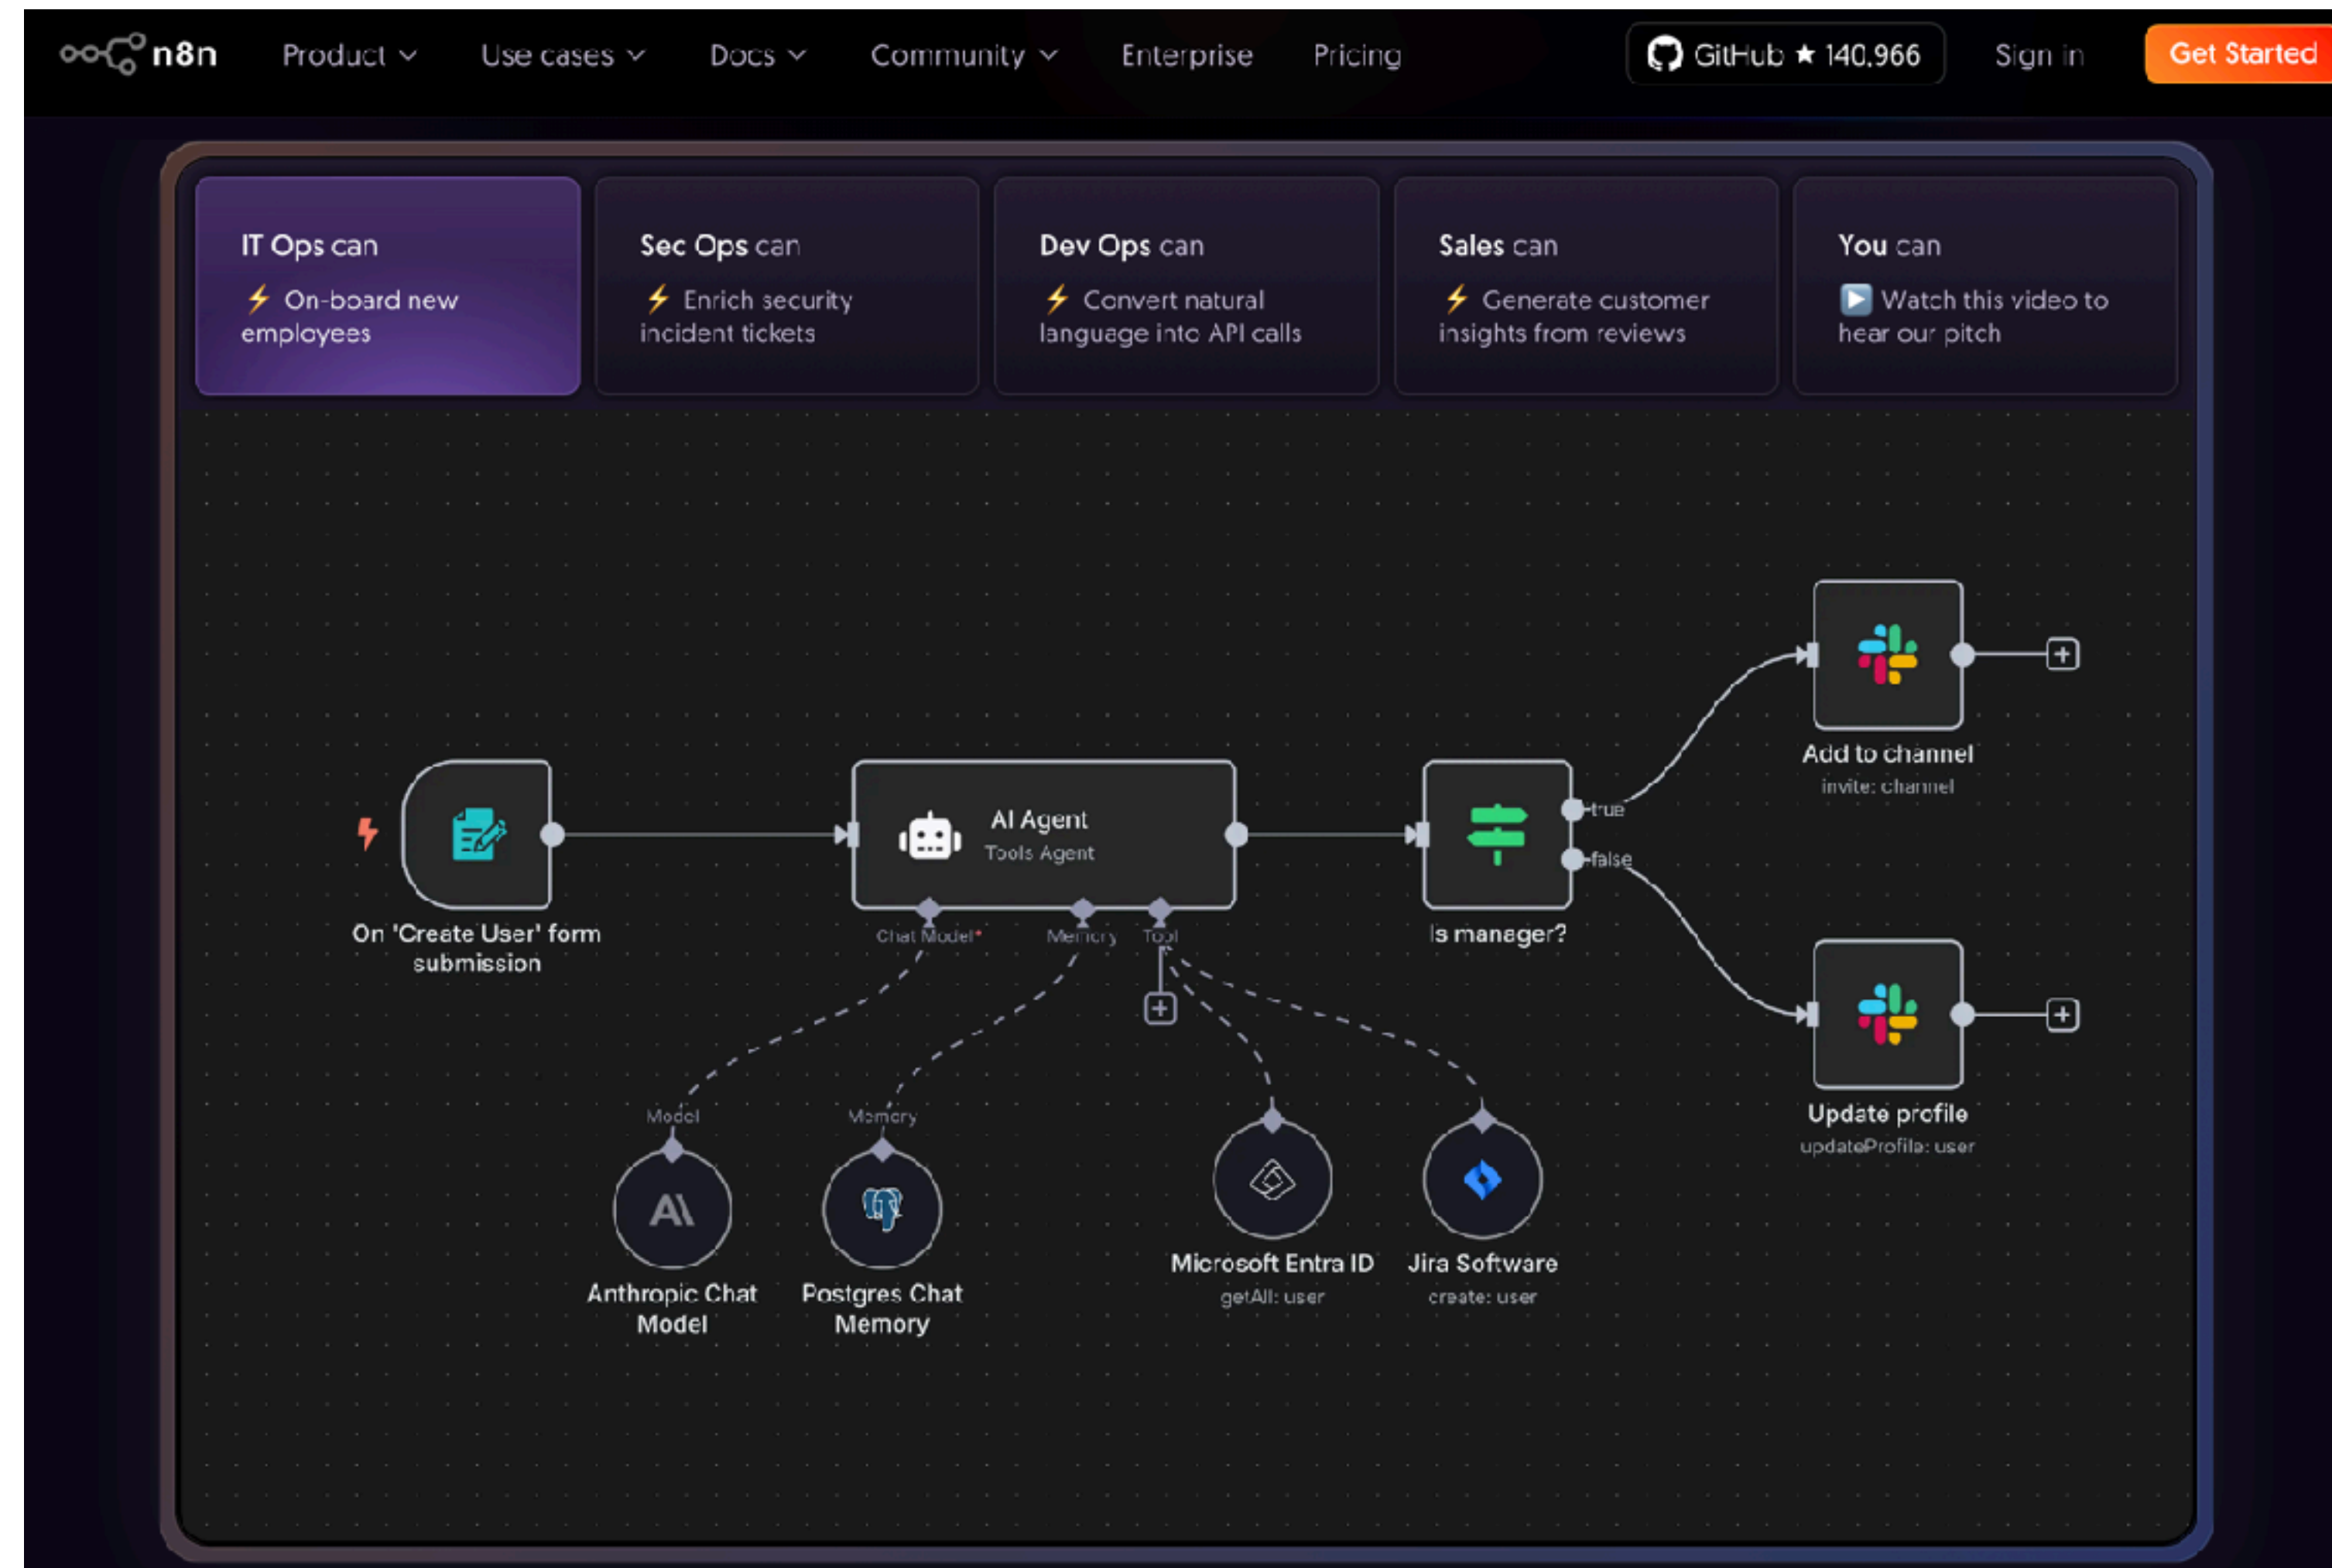 n8n Product Use cases Docs Community Enterprise Pricing GitHub ★ 140,966 Sign in Get Started
IT Ops can
⚡ On-board new
employees
Sec Ops can
⚡ Enrich security
incident tickets
Dev Ops can
⚡ Convert natural
language into API calls
Sales can
⚡ Generate customer
insights from reviews
You can
▶️ Watch this video to
hear our pitch
On 'Create User' form
submission
AI Agent
Tools Agent
Chat Model*
Memory
Tool
Model
Anthropic Chat
Model
Memory
Postgres Chat
Memory
Microsoft Entra ID
getAll: user
Jira Software
create: user
Is manager?
true
false
Add to channel
invite: channel
Update profile
updateProfile: user